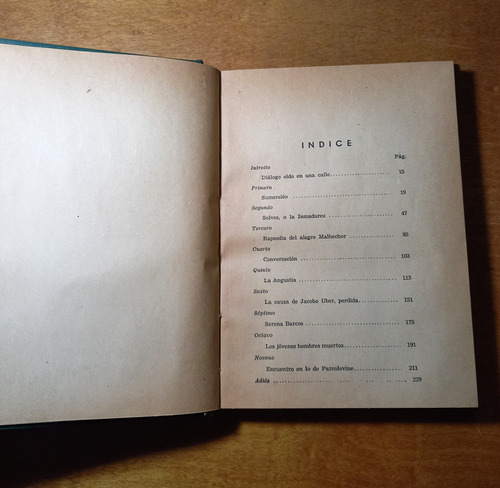 INDICE
Pág.
Introito
Diálogo oído en una calle 15
Primero
Sumersión 19
Segundo
Solves, o la Inmadurez 47
Tercero
Rapsodia del alegre Malhechor 85
Cuarto
Conversación 103
Quinto
La Angustia 113
Sexto
La causa de Jacobo Uber, perdida 151
Séptimo
Serena Barcos 175
Octavo
Los jóvenes hombres muertos 191
Noveno
Encuentro en lo de Parcolevine 211
Adiós 229